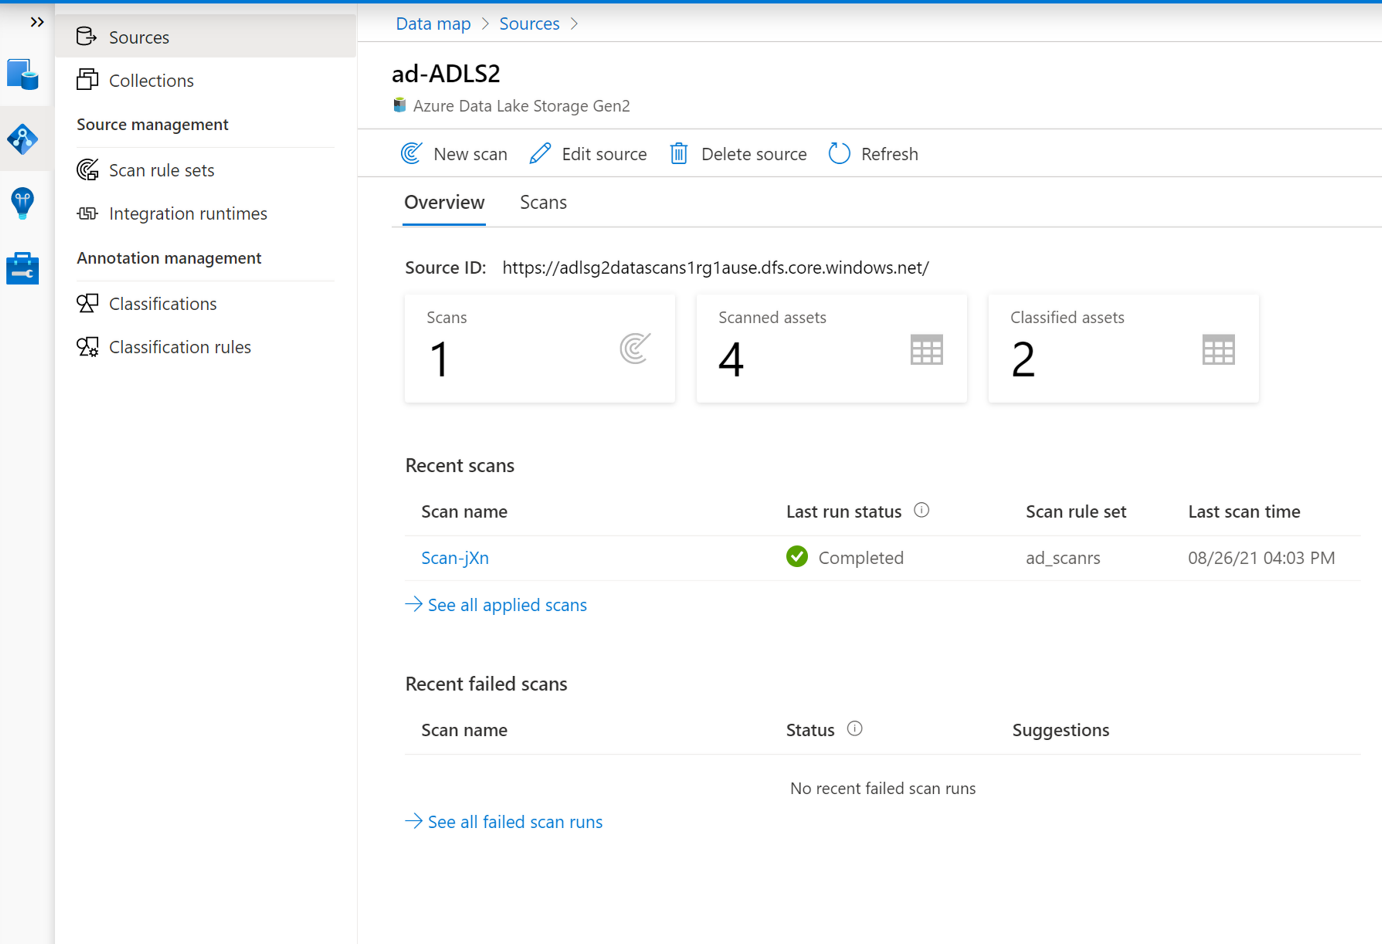 Sources
Collections
Source management
Scan rule sets
Integration runtimes
Annotation management
Classifications
Classification rules
Data map > Sources >
ad-ADLS2
Azure Data Lake Storage Gen2
New scan Edit source Delete source Refresh
Overview Scans
Source ID: https://adlsg2datascans1rg1ause.dfs.core.windows.net/
Scans
1
Scanned assets
4
Classified assets
2
Recent scans
Scan name Last run status Scan rule set Last scan time
Scan-jXn Completed ad_scanrs 08/26/21 04:03 PM
See all applied scans
Recent failed scans
Scan name Status Suggestions
No recent failed scan runs
See all failed scan runs